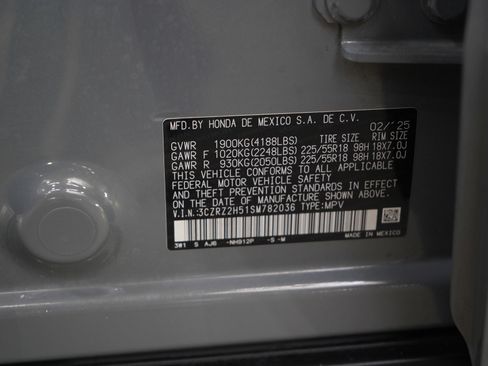 MFD.BY HONDA DE MEXICO S.A. DE C.V. 02/'25
GVWR 1900KG(4188LBS) TIRE SIZE RIM SIZE
GAWR F 1020KG(2248LBS) 225/55R18 98H 18X7.0J
GAWR R 930KG(2050LBS) 225/55R18 98H 18X7.0J
THIS VEHICLE CONFORMS TO ALL APPLICABLE
FEDERAL MOTOR VEHICLE SAFETY
AND THEFT PREVENTION STANDARDS IN EFFECT
ON THE DATE OF MANUFACTURE SHOWN ABOVE.
V.I.N.:3CZRZ2H51SM782036 TYPE:MPV
3W1 S AJ6 -NH912P -S -M MADE IN MEXICO